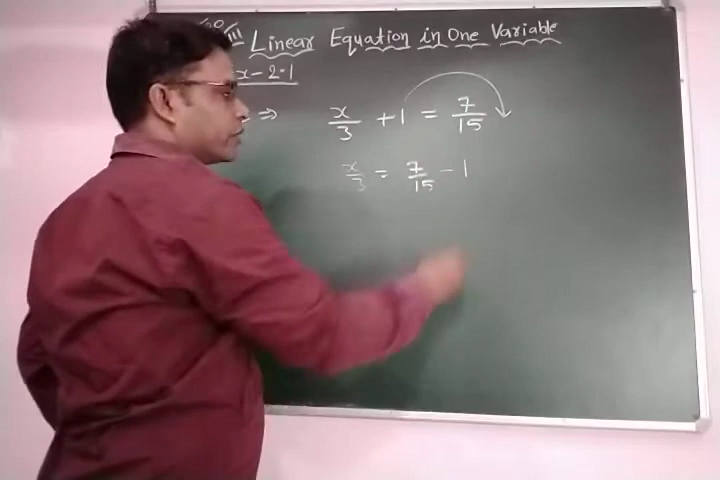 Linear Equation in One Variable
x-2.1
⇒ x/3 + 1 = 7/15
x/3 = 7/15 - 1